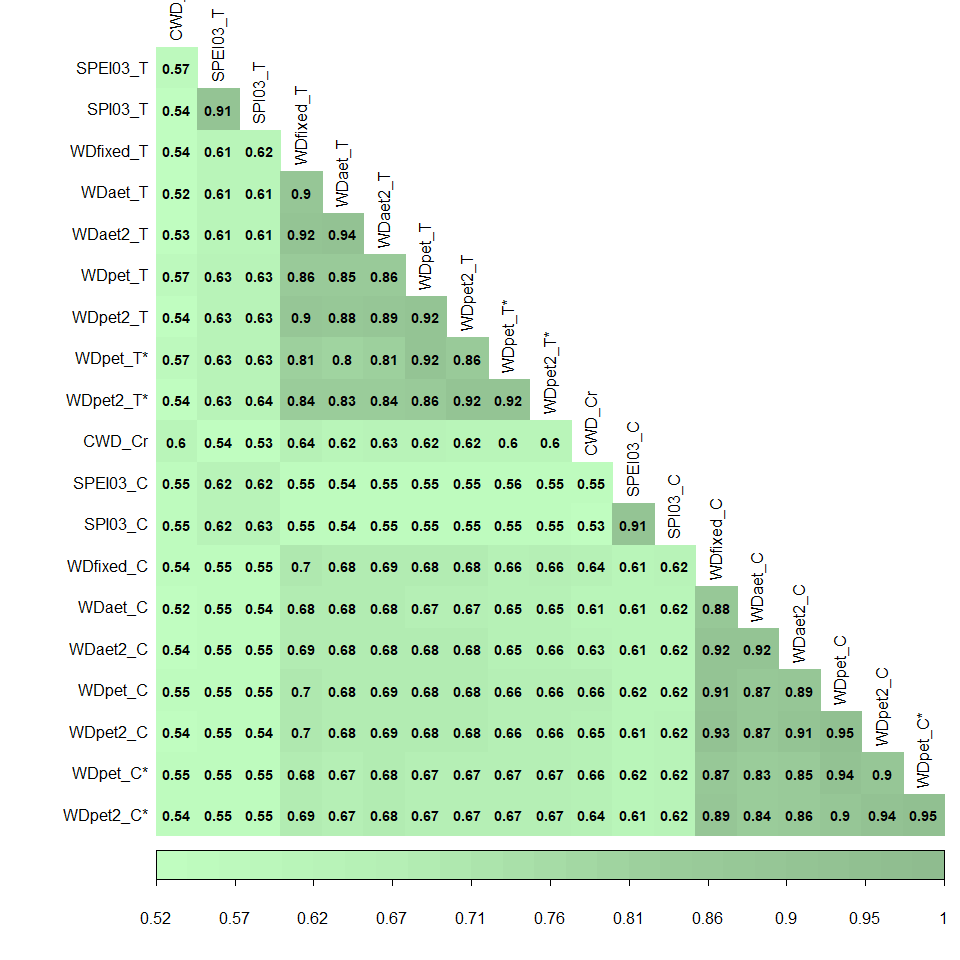 CWD_
SPEI03_T 0.57 SPEI03_T
SPI03_T 0.54 0.91 SPI03_T
WDfixed_T 0.54 0.61 0.62 WDfixed_T
WDaet_T 0.52 0.61 0.61 0.9 WDaet_T
WDaet2_T 0.53 0.61 0.61 0.92 0.94 WDaet2_T
WDpet_T 0.57 0.63 0.63 0.86 0.85 0.86 WDpet_T
WDpet2_T 0.54 0.63 0.63 0.9 0.88 0.89 0.92 WDpet2_T
WDpet_T* 0.57 0.63 0.63 0.81 0.8 0.81 0.92 0.86 WDpet_T*
WDpet2_T* 0.54 0.63 0.64 0.84 0.83 0.84 0.86 0.92 0.92 WDpet2_T*
CWD_Cr 0.6 0.54 0.53 0.64 0.62 0.63 0.62 0.62 0.6 0.6 CWD_Cr
SPEI03_C 0.55 0.62 0.62 0.55 0.54 0.55 0.55 0.55 0.56 0.55 0.55 SPEI03_C
SPI03_C 0.55 0.62 0.63 0.55 0.54 0.55 0.55 0.55 0.55 0.55 0.53 0.91 SPI03_C
WDfixed_C 0.54 0.55 0.55 0.7 0.68 0.69 0.68 0.68 0.66 0.66 0.64 0.61 0.62 WDfixed_C
WDaet_C 0.52 0.55 0.54 0.68 0.68 0.68 0.67 0.67 0.65 0.65 0.61 0.61 0.62 0.88 WDaet_C
WDaet2_C 0.54 0.55 0.55 0.69 0.68 0.68 0.68 0.68 0.65 0.66 0.63 0.61 0.62 0.92 0.92 WDaet2_C
WDpet_C 0.55 0.55 0.55 0.7 0.68 0.69 0.68 0.68 0.66 0.66 0.66 0.62 0.62 0.91 0.87 0.89 WDpet_C
WDpet2_C 0.54 0.55 0.54 0.7 0.68 0.69 0.68 0.68 0.66 0.66 0.65 0.61 0.62 0.93 0.87 0.91 0.95 WDpet2_C
WDpet_C* 0.55 0.55 0.55 0.68 0.67 0.68 0.67 0.67 0.67 0.67 0.66 0.62 0.62 0.87 0.83 0.85 0.94 0.9 WDpet_C*
WDpet2_C* 0.54 0.55 0.55 0.69 0.67 0.68 0.67 0.67 0.67 0.67 0.64 0.61 0.62 0.89 0.84 0.86 0.9 0.94 0.95
0.52 0.57 0.62 0.67 0.71 0.76 0.81 0.86 0.9 0.95 1